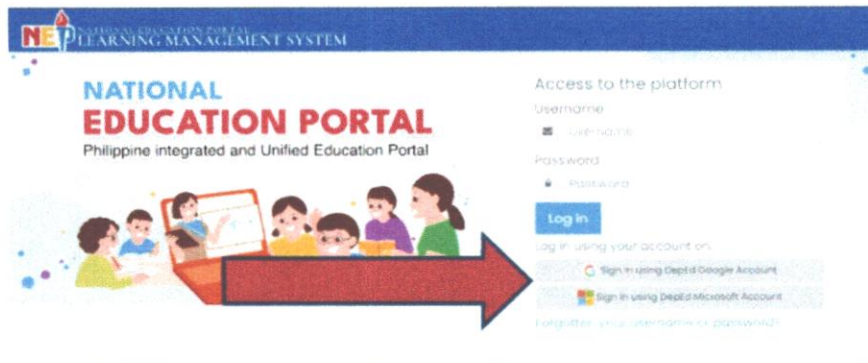 NEP
NATIONAL EDUCATION PORTAL
LEARNING MANAGEMENT SYSTEM
NATIONAL
EDUCATION PORTAL
Philippine integrated and Unified Education Portal
Access to the platform
Username
Username
Password
Password
Log in
Log in using your account on:
Sign in using DepEd Google Account
Sign in using DepEd Microsoft Account
Forgotten your username or password?